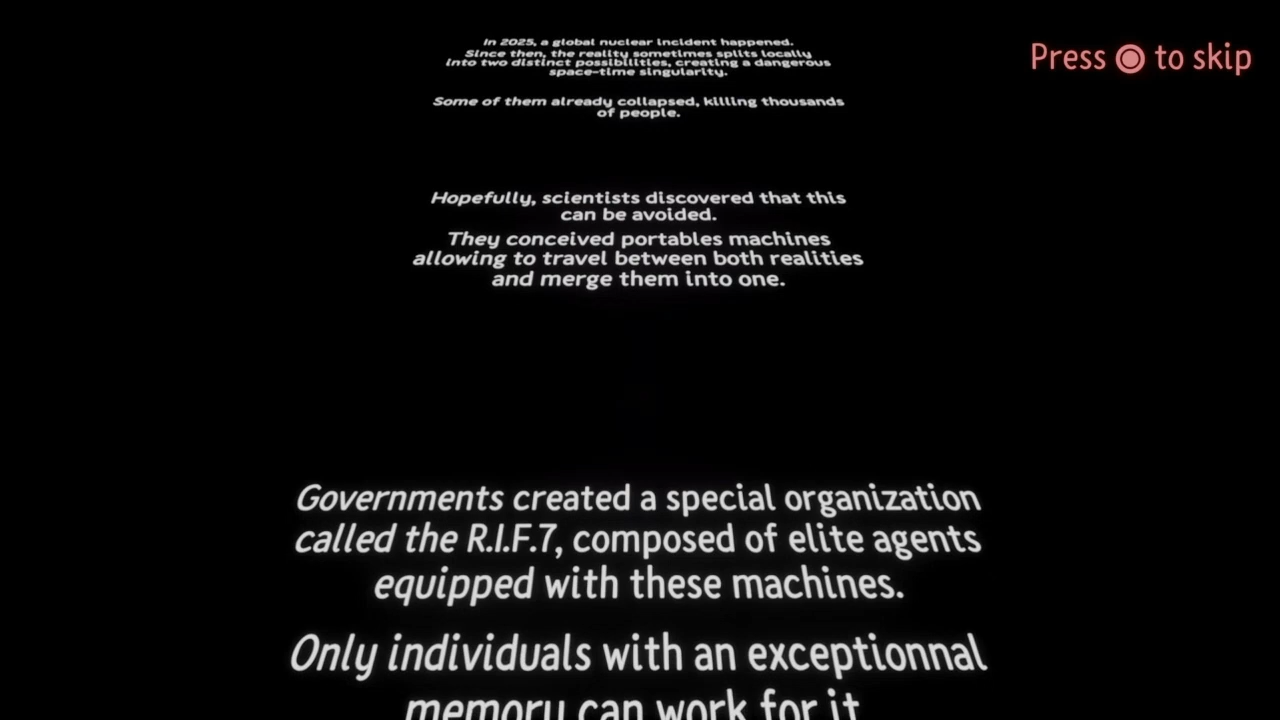 In 2025, a global nuclear incident happened.
Since then, the reality sometimes splits locally
into two distinct possibilities, creating a dangerous
space-time singularity.
Some of them already collapsed, killing thousands
of people.
Hopefully, scientists discovered that this
can be avoided.
They conceived portables machines
allowing to travel between both realities
and merge them into one.
Governments created a special organization
called the R.I.F.7, composed of elite agents
equipped with these machines.
Only individuals with an exceptionnal
memory can work for it
Press to skip